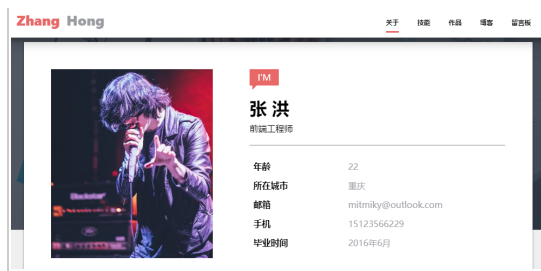 Zhang Hong
关于 技能 作品 博客 留言板
I'M
张 洪
前端工程师
年龄 22
所在城市 重庆
邮箱 mitmiky@outlook.com
手机 15123566229
毕业时间 2016年6月
Blackstar